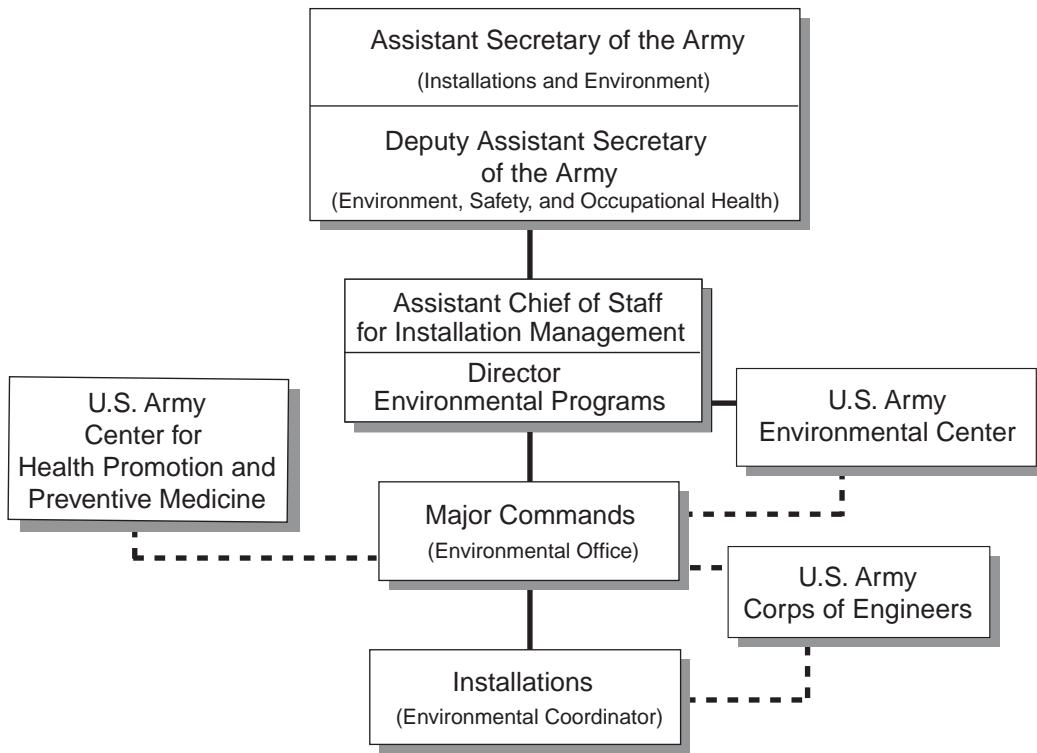 Assistant Secretary of the Army
(Installations and Environment)
Deputy Assistant Secretary
of the Army
(Environment, Safety, and Occupational Health)
Assistant Chief of Staff
for Installation Management
Director
Environmental Programs
U.S. Army
Center for
Health Promotion and
Preventive Medicine
U.S. Army
Environmental Center
Major Commands
(Environmental Office)
U.S. Army
Corps of Engineers
Installations
(Environmental Coordinator)